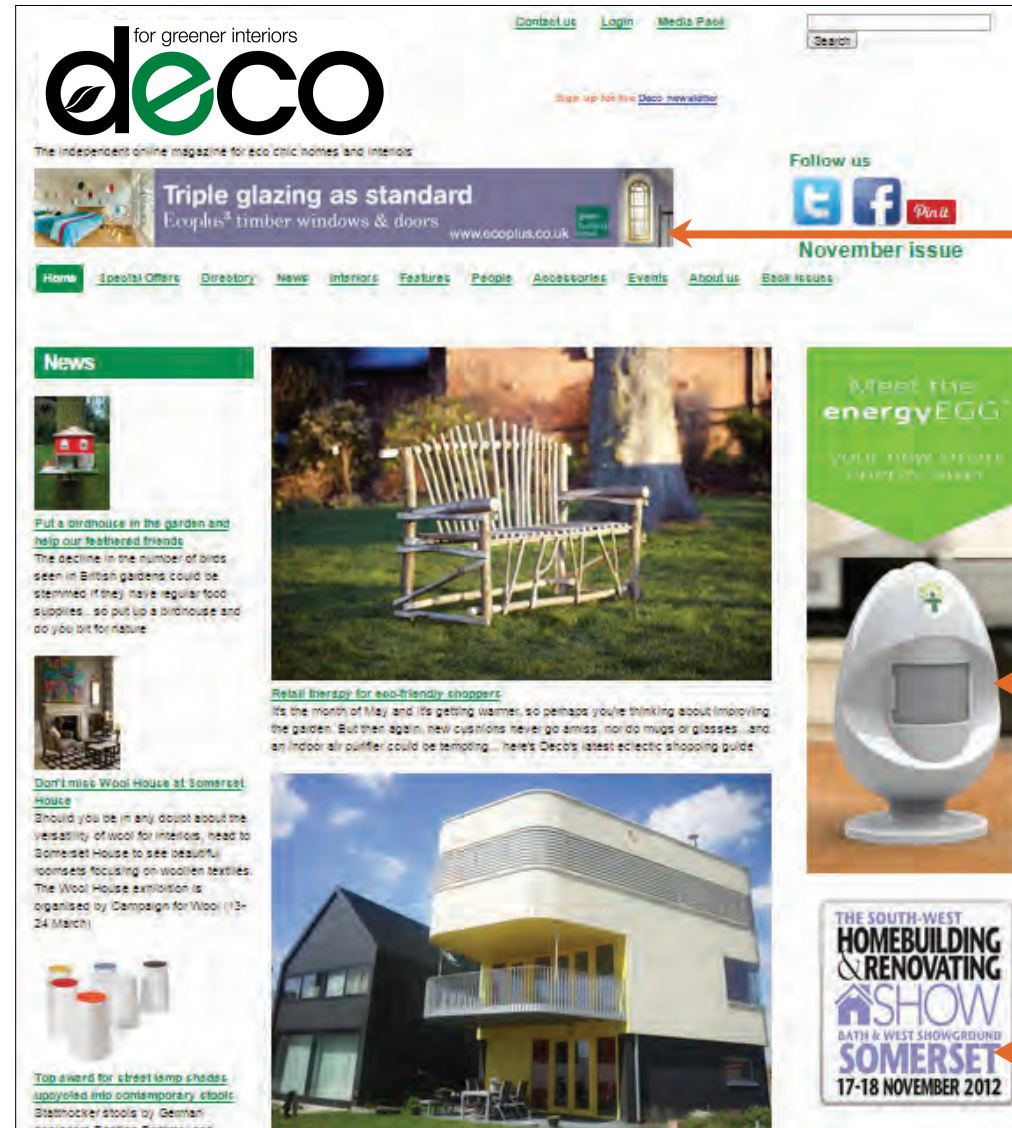 Contact us Login Media Pack
Search
for greener interiors
deco
Sign up for the Deco newsletter
The independent online magazine for eco chic homes and interiors
Triple glazing as standard
Ecoplus³ timber windows & doors
www.ecoplus.co.uk
Follow us
Pin it
November issue
Home Special Offers Directory News Interiors Features People Accessories Events About us Back Issues
News
Put a birdhouse in the garden and
help our feathered friends
The decline in the number of birds
seen in British gardens could be
stemmed if they have regular food
supplies... so put up a birdhouse and
do you bit for nature
Don't miss Wool House at Somerset
House
Should you be in any doubt about the
versatility of wool for interiors, head to
Somerset House to see beautiful
roomsets focusing on woollen textiles.
The Wool House exhibition is
organised by Campaign for Wool (13-
24 March)
Top award for street lamp shades
upcycled into contemporary stools
Statthocker stools by German
Retail therapy for eco-friendly shoppers
It's the month of May and it's getting warmer, so perhaps you're thinking about improving
the garden. But then again, new cushions never go amiss, nor do mugs or glasses...and
an indoor air purifier could be tempting... here's Deco's latest eclectic shopping guide
Meet the
energyEGG™
THE SOUTH-WEST
HOMEBUILDING
& RENOVATING
SHOW
BATH & WEST SHOWGROUND
SOMERSET
17-18 NOVEMBER 2012